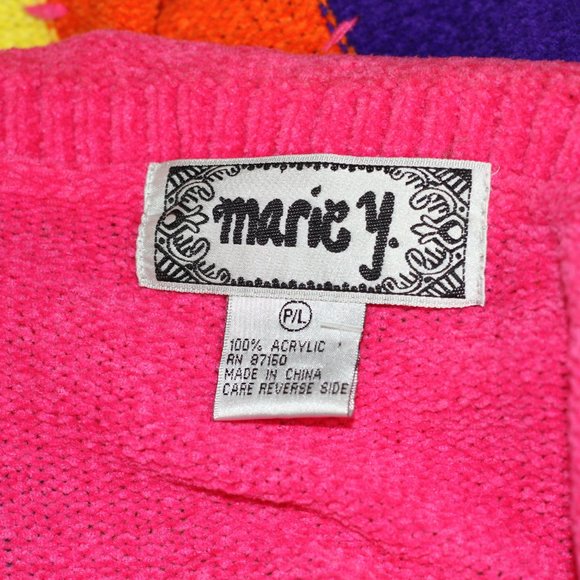 marie y.
P/L
100% ACRYLIC
RN 87160
MADE IN CHINA
CARE REVERSE SIDE